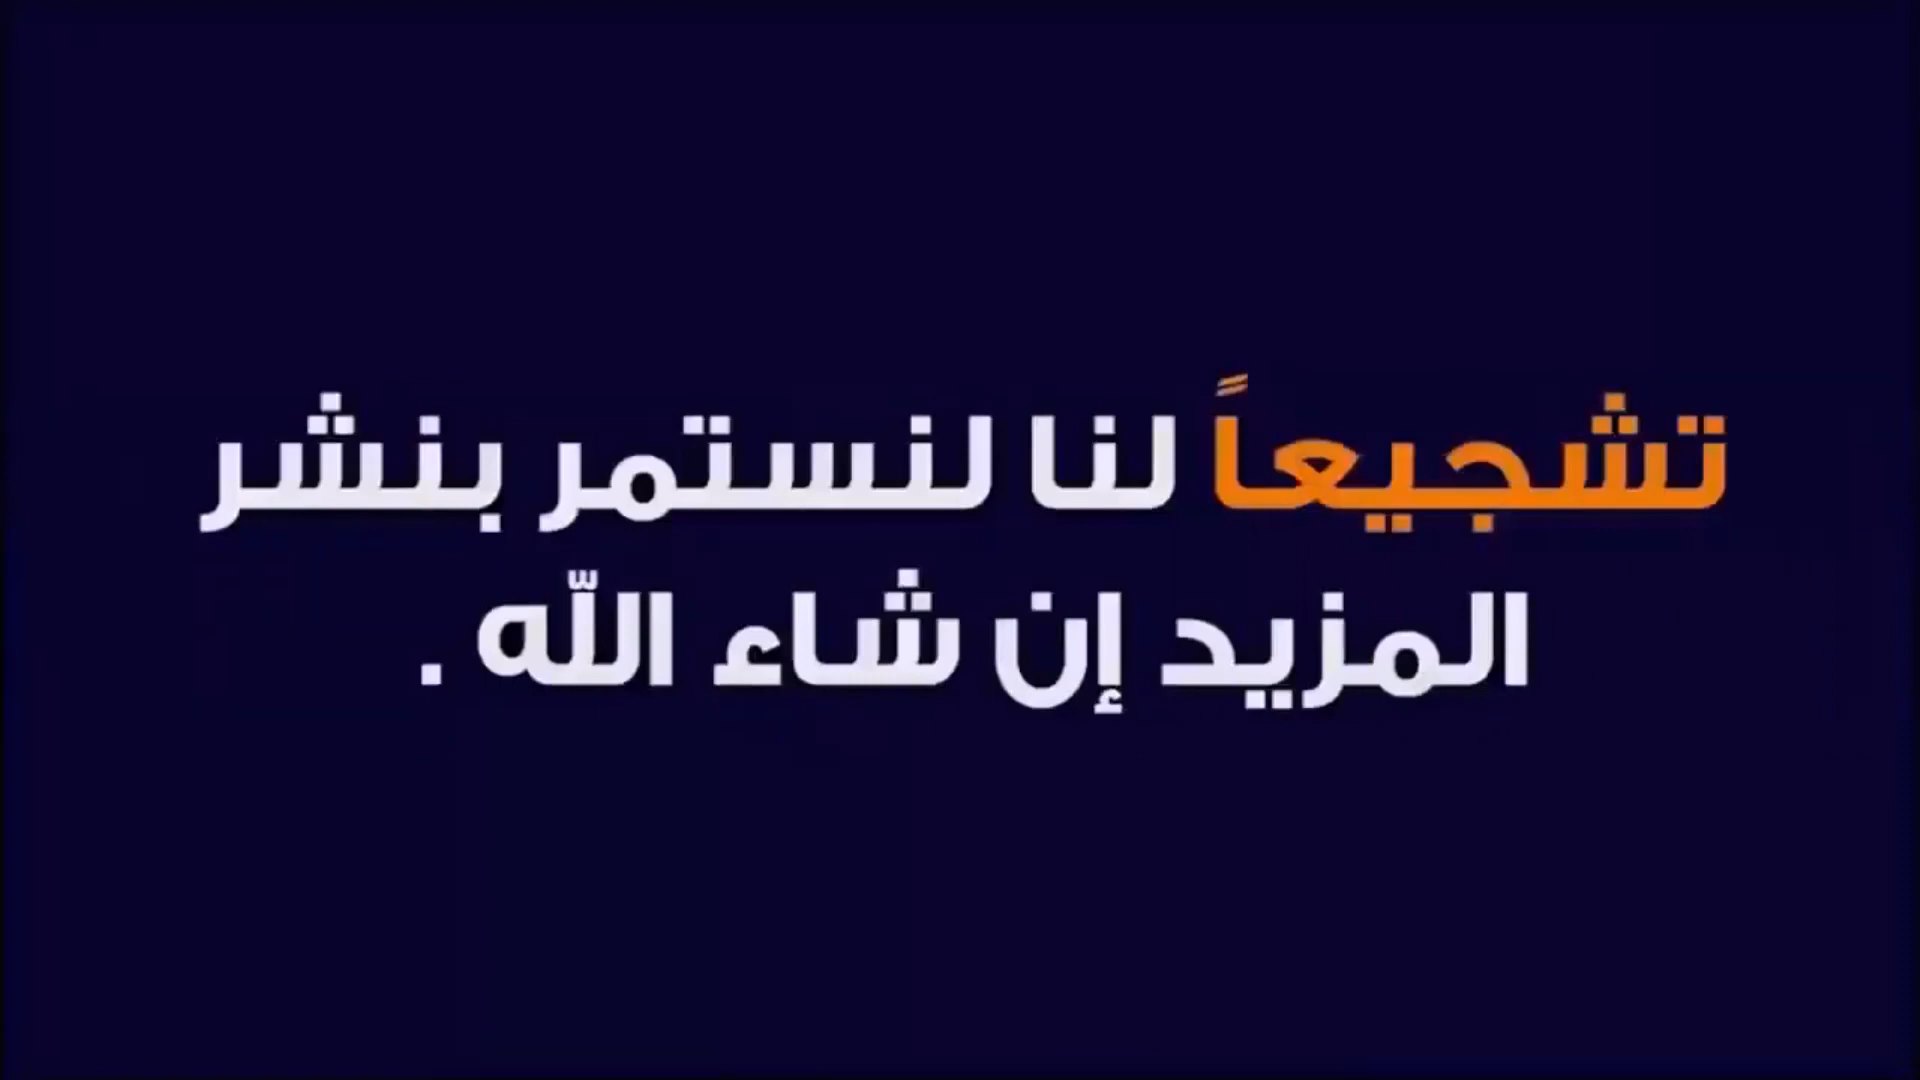 تشجيعاً لنا لنستمر بنشر
المزيد إن شاء اللّه .